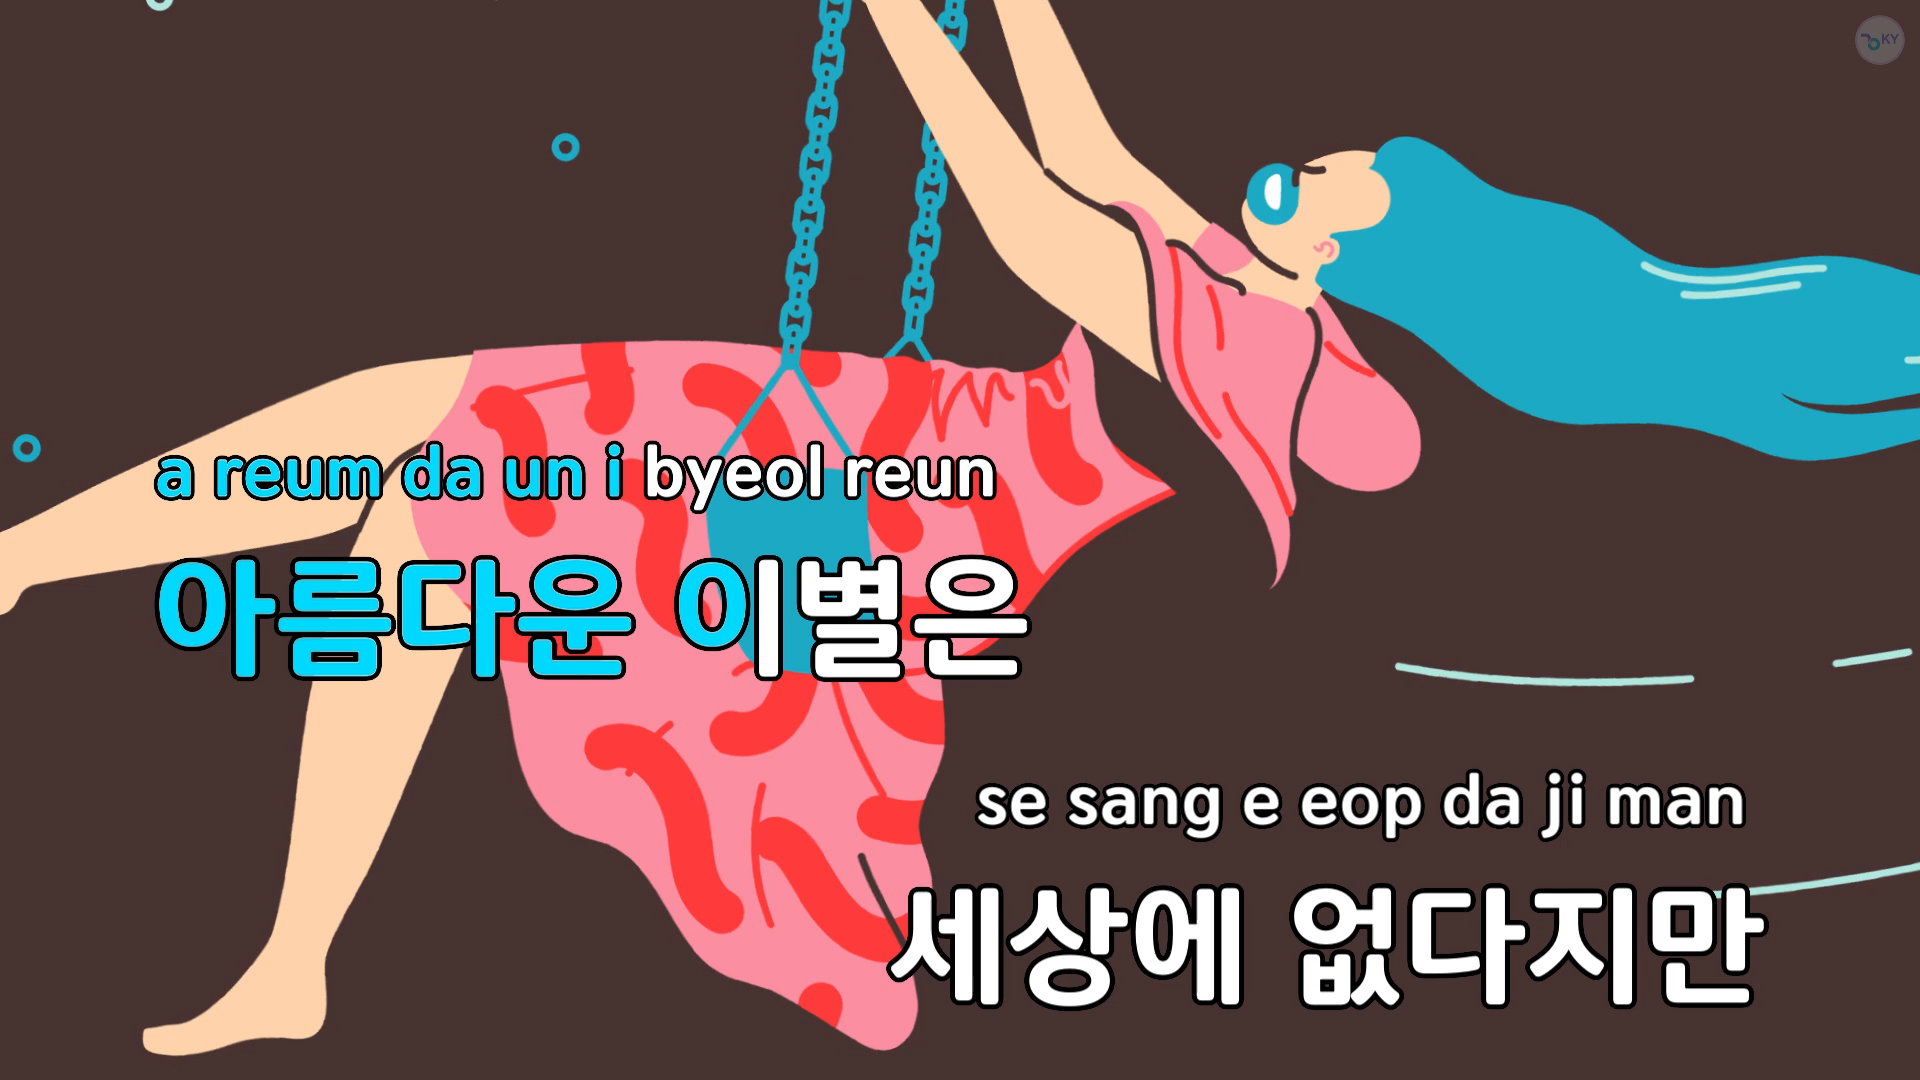 KY
a reum da un i byeol reun
아름다운 이별은
se sang e eop da ji man
세상에 없다지만